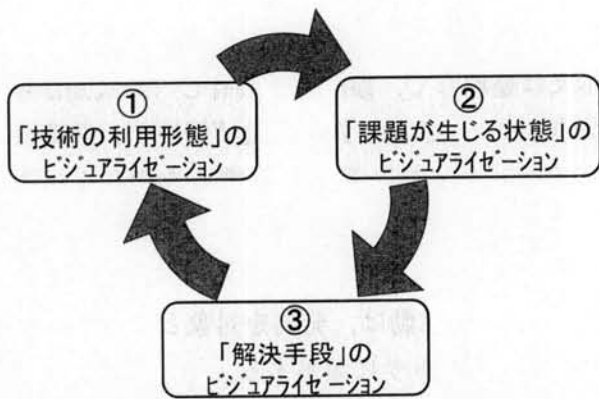 ①
「技術の利用形態」の
ビジュアライゼーション
②
「課題が生じる状態」の
ビジュアライゼーション
③
「解決手段」の
ビジュアライゼーション